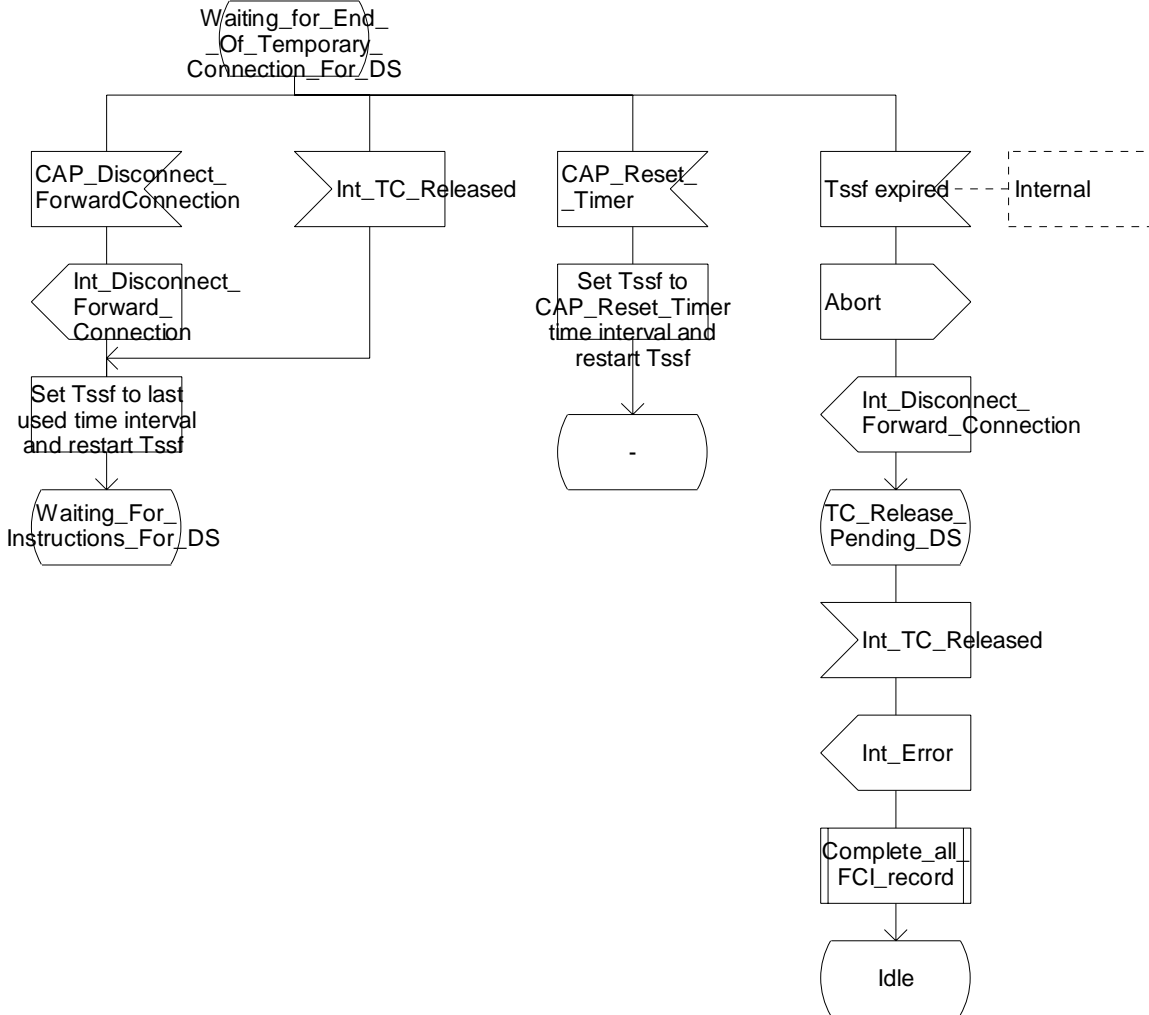 Waiting_for_End_
_Of_Temporary_
Connection_For_DS
CAP_Disconnect_
ForwardConnection
Int_TC_Released
CAP_Reset_
_Timer
Tssf expired
Internal
Int_Disconnect_
Forward_
Connection
Set Tssf to
CAP_Reset_Timer
time interval and
restart Tssf
Abort
Set Tssf to last
used time interval
and restart Tssf
-
Int_Disconnect_
Forward_Connection
Waiting_For_
Instructions_For_DS
TC_Release_
Pending_DS
Int_TC_Released
Int_Error
Complete_all_
FCI_record
Idle